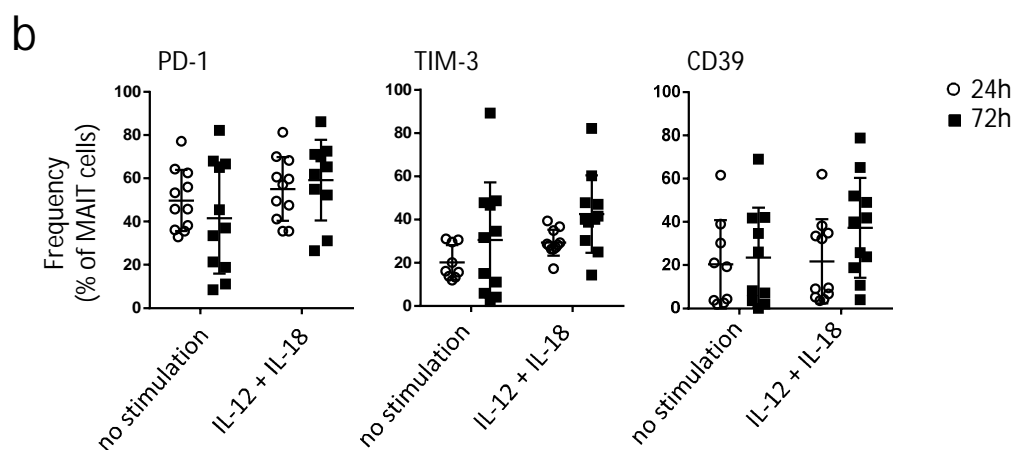 b
PD-1
TIM-3
CD39
24h
72h
Frequency
(% of MAIT cells)
100
80
60
40
20
0
100
80
60
40
20
0
100
80
60
40
20
0
no stimulation
IL-12 + IL-18
no stimulation
IL-12 + IL-18
no stimulation
IL-12 + IL-18